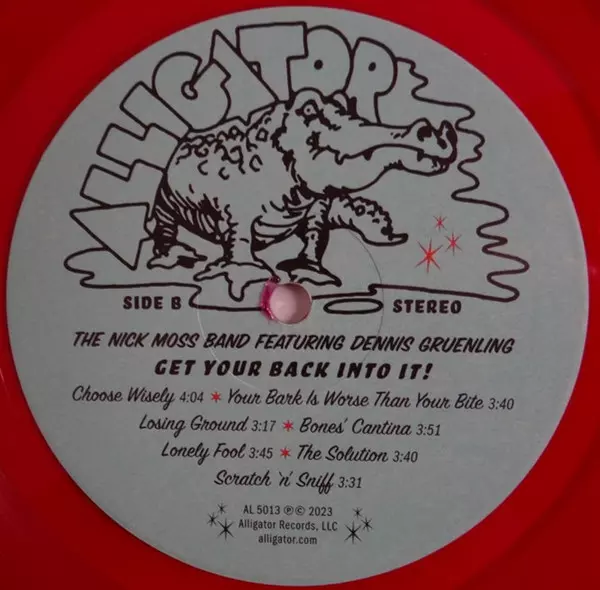 ALLIGATOR
SIDE B
STEREO
THE NICK MOSS BAND FEATURING DENNIS GRUENLING
GET YOUR BACK INTO IT!
Choose Wisely 4:04 ✶ Your Bark Is Worse Than Your Bite 3:40
Losing Ground 3:17 ✶ Bones' Cantina 3:51
Lonely Fool 3:45 ✶ The Solution 3:40
Scratch 'n' Sniff 3:31
AL 5013 ℗© 2023
Alligator Records, LLC
alligator.com